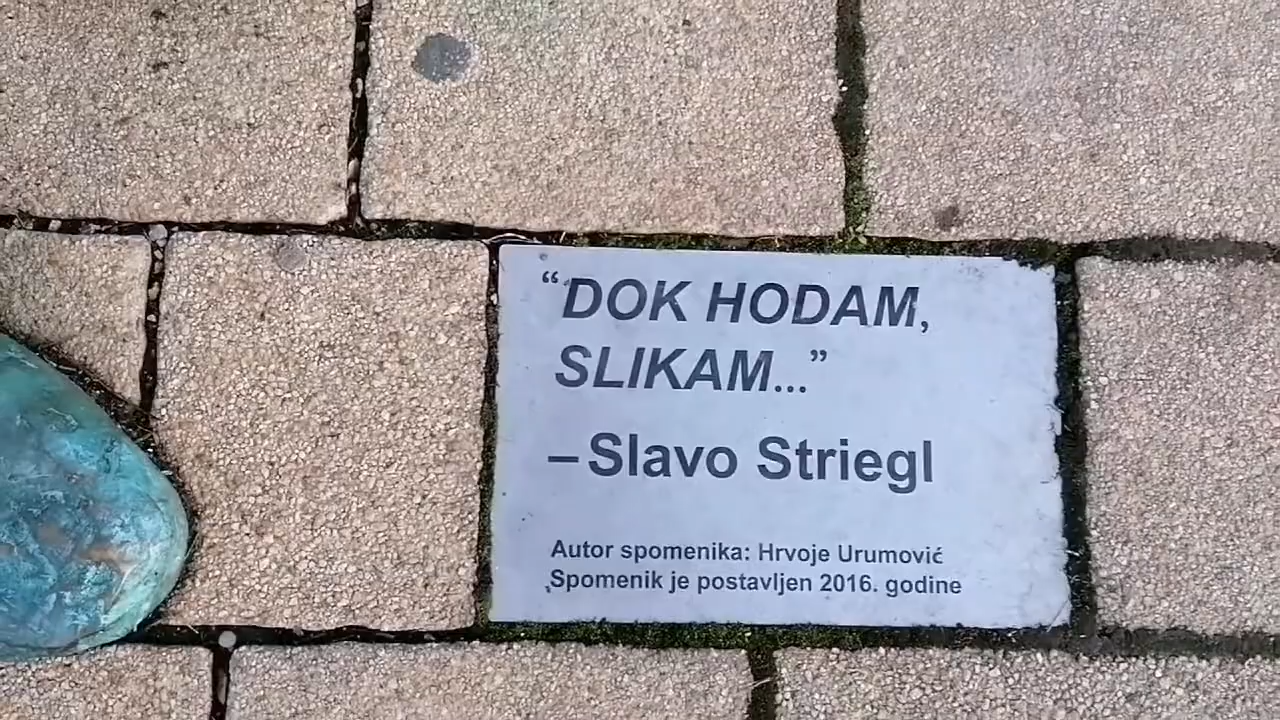 “DOK HODAM,
SLIKAM...”
– Slavo Striegl
Autor spomenika: Hrvoje Urumović
Spomenik je postavljen 2016. godine